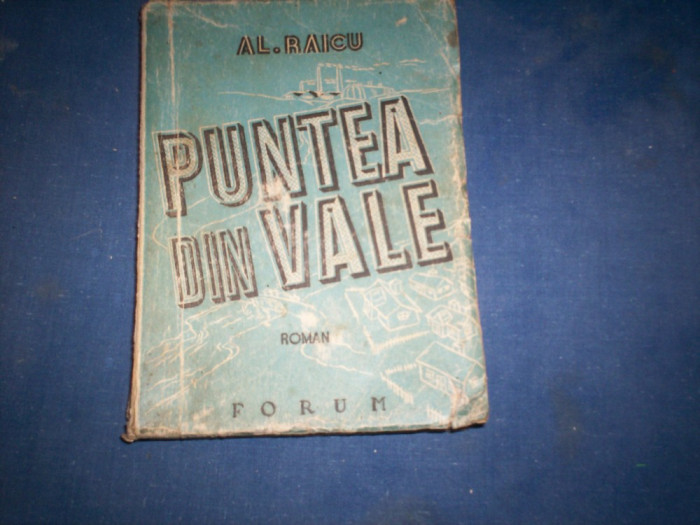 AL. RAICU
PUNTEA
DIN VALE
ROMAN
FORUM